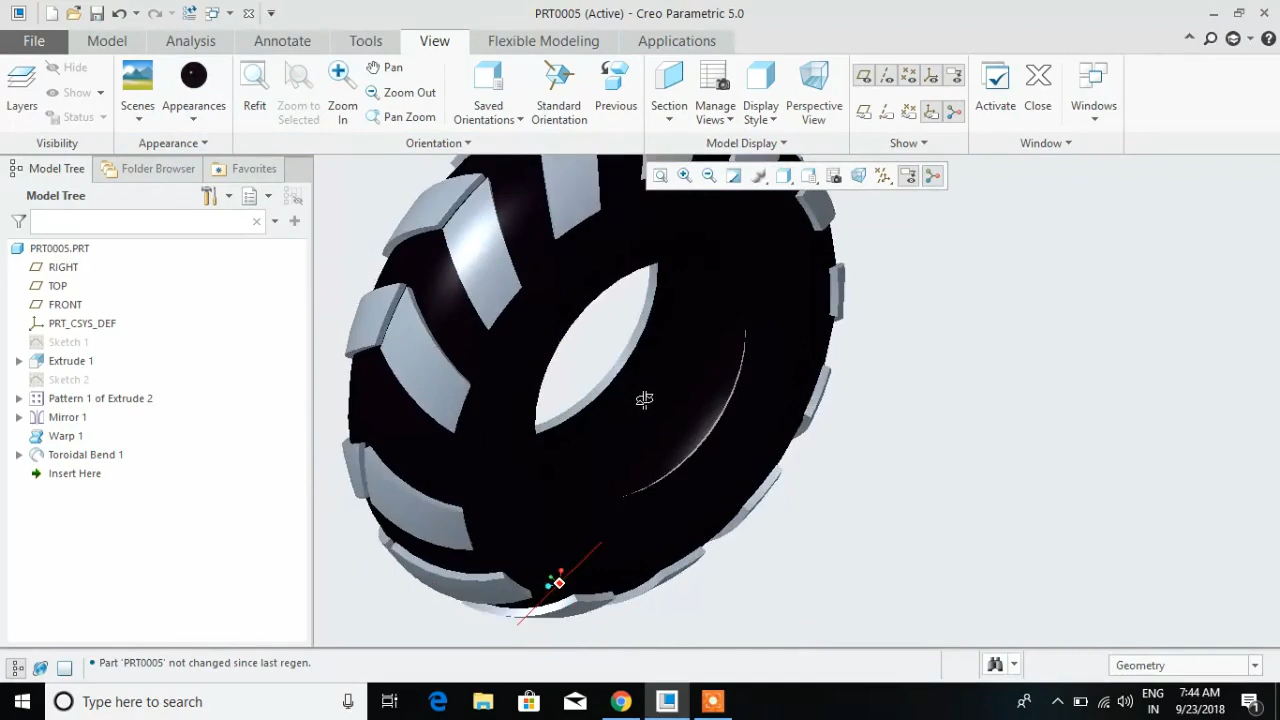 PRT0005 (Active) - Creo Parametric 5.0
File Model Analysis Annotate Tools View Flexible Modeling Applications
Layers
Hide
Show
Status
Visibility
Scenes
Appearances
Appearance
Refit
Zoom to Selected
Zoom In
Pan
Zoom Out
Pan Zoom
Saved Orientations
Standard Orientation
Previous
Orientation
Section
Manage Views
Display Style
Perspective View
Model Display
Show
Activate
Close
Windows
Window
Model Tree
Folder Browser
Favorites
Model Tree
PRT0005.PRT
RIGHT
TOP
FRONT
PRT_CSYS_DEF
Sketch 1
Extrude 1
Sketch 2
Pattern 1 of Extrude 2
Mirror 1
Warp 1
Toroidal Bend 1
Insert Here
• Part 'PRT0005' not changed since last regen.
Geometry
Type here to search
ENG
IN
7:44 AM
9/23/2018
1